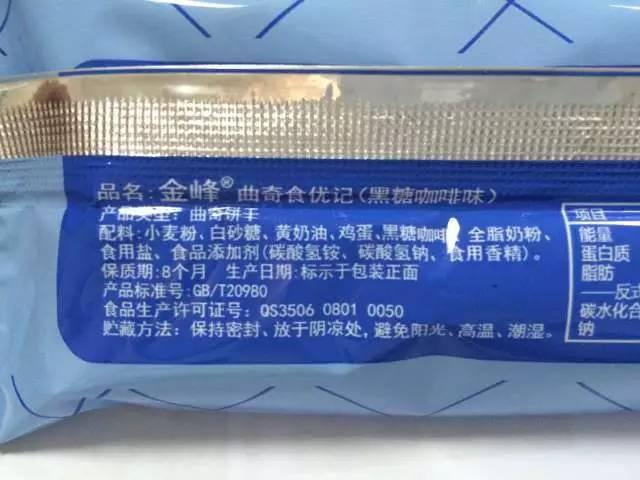 品名: 金峰® 曲奇食优记(黑糖咖啡味)
产品类型: 曲奇饼干
配料: 小麦粉、白砂糖、黄奶油、鸡蛋、黑糖咖啡 全脂奶粉、
食用盐、食品添加剂(碳酸氢铵、碳酸氢钠、食用香精)。
保质期:8个月 生产日期:标示于包装正面
产品标准号:GB/T20980
食品生产许可证号: QS3506 0801 0050
贮藏方法: 保持密封、放于阴凉处,避免阳光、高温、潮湿。
项目
能量
蛋白质
脂肪
——反式
碳水化合
钠